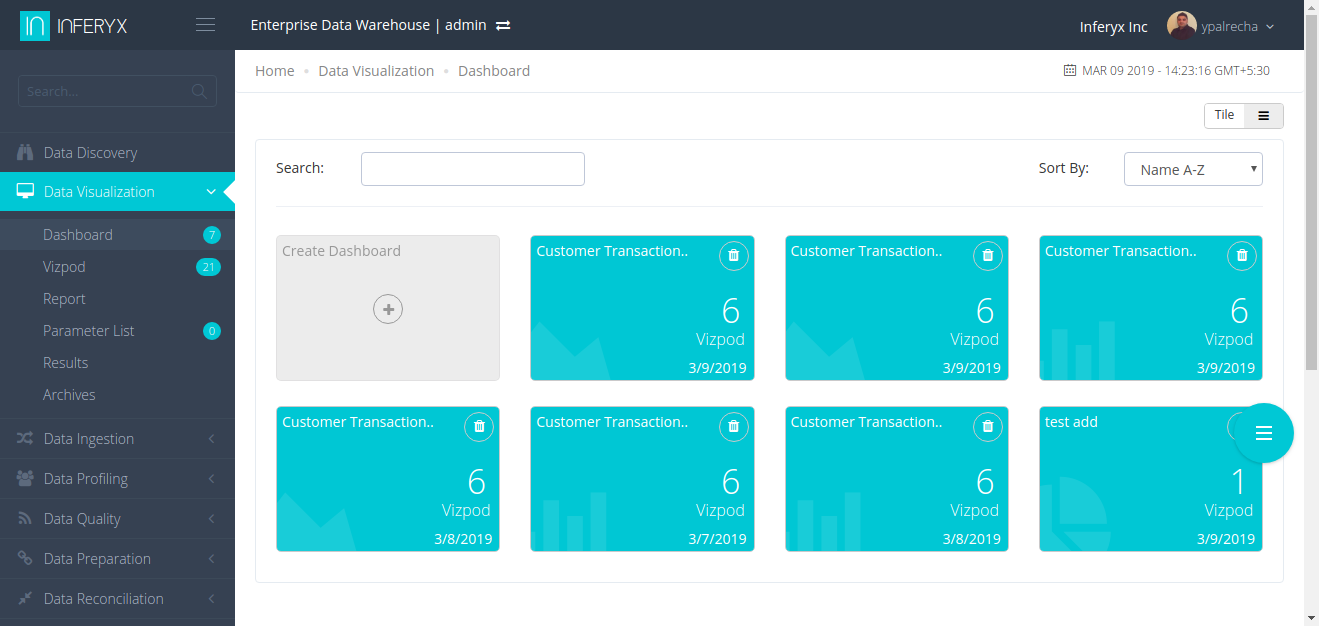 IN INFERYX
Enterprise Data Warehouse | admin
Inferyx Inc
ypalrecha
Search...
Data Discovery
Data Visualization
Dashboard 7
Vizpod 21
Report
Parameter List 0
Results
Archives
Data Ingestion
Data Profiling
Data Quality
Data Preparation
Data Reconciliation
Home Data Visualization Dashboard
MAR 09 2019 - 14:23:16 GMT+5:30
Tile
Search:
Sort By: Name A-Z
Create Dashboard
Customer Transaction..
6
Vizpod
3/9/2019
Customer Transaction..
6
Vizpod
3/9/2019
Customer Transaction..
6
Vizpod
3/9/2019
Customer Transaction..
6
Vizpod
3/8/2019
Customer Transaction..
6
Vizpod
3/7/2019
Customer Transaction..
6
Vizpod
3/8/2019
test add
1
Vizpod
3/9/2019